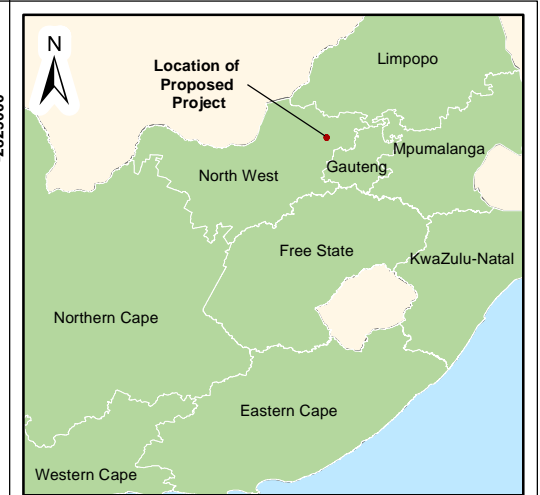 N
Location of
Proposed
Project
Limpopo
Mpumalanga
Gauteng
North West
Free State
KwaZulu-Natal
Northern Cape
Eastern Cape
Western Cape